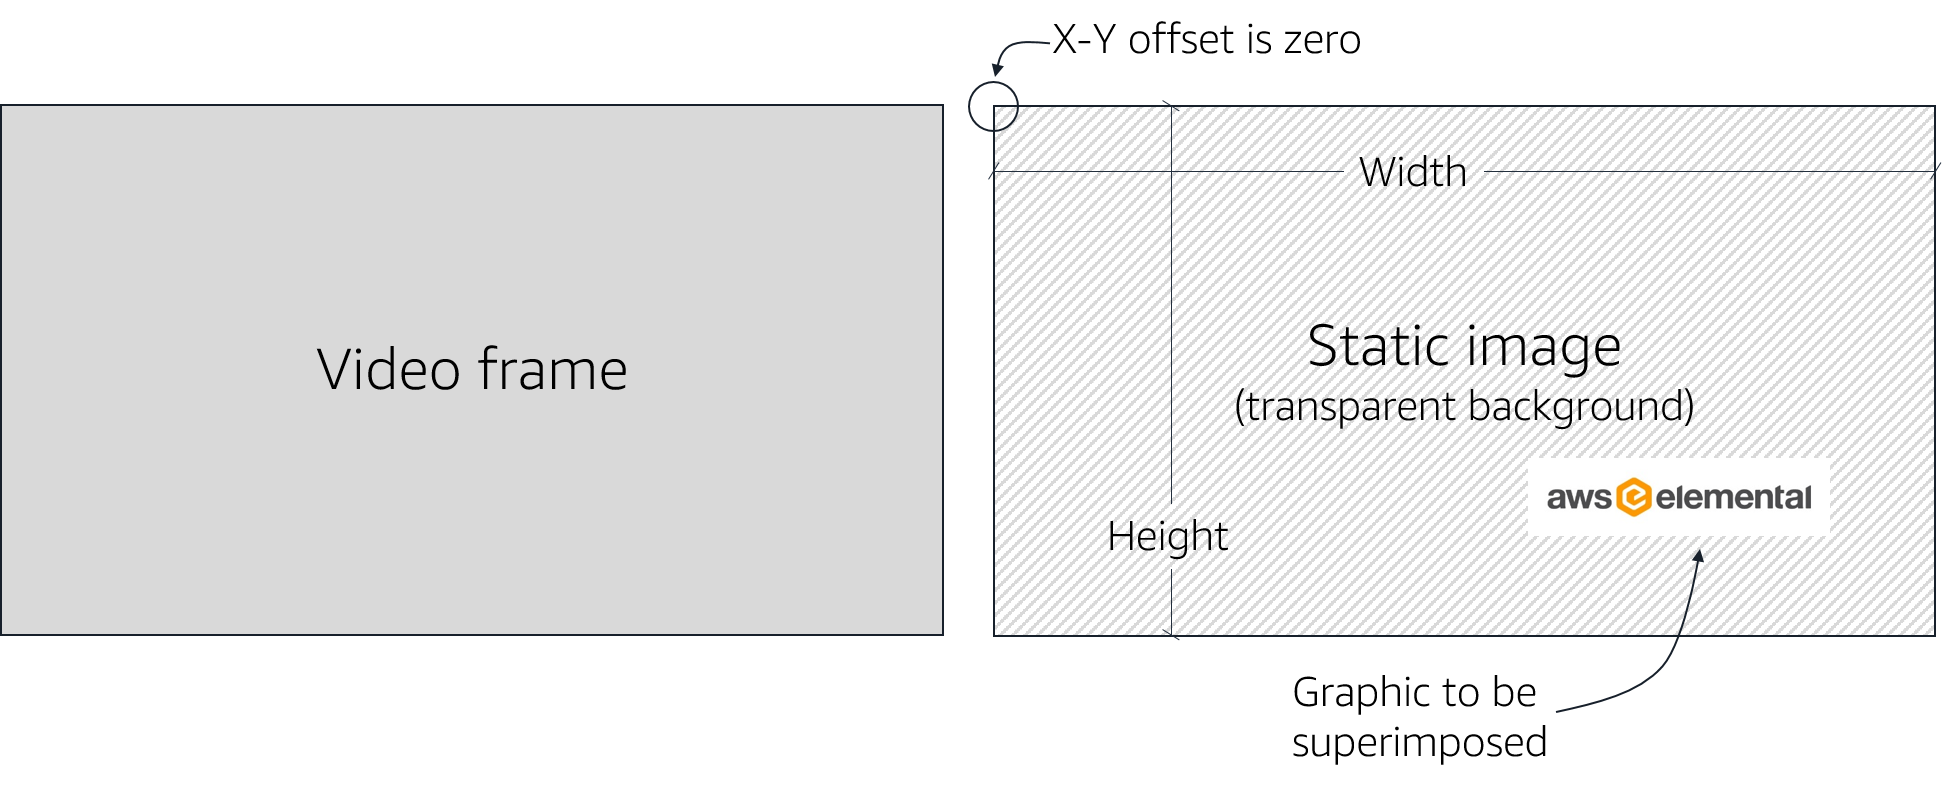 X-Y offset is zero
Width
Video frame
Static image
(transparent background)
aws elemental
Height
Graphic to be
superimposed